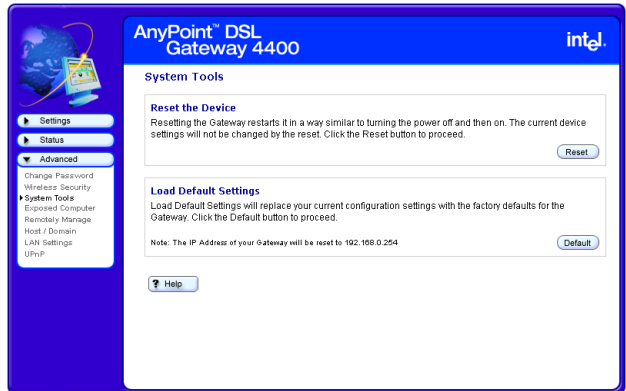 AnyPoint™ DSL
Gateway 4400
intel.
System Tools
Settings
Status
Advanced
Change Password
Wireless Security
System Tools
Exposed Computer
Remotely Manage
Host / Domain
LAN Settings
UPnP
Reset the Device
Resetting the Gateway restarts it in a way similar to turning the power off and then on. The current device
settings will not be changed by the reset. Click the Reset button to proceed.
Reset
Load Default Settings
Load Default Settings will replace your current configuration settings with the factory defaults for the
Gateway. Click the Default button to proceed.
Note: The IP Address of your Gateway will be reset to 192.168.0.254
Default
? Help